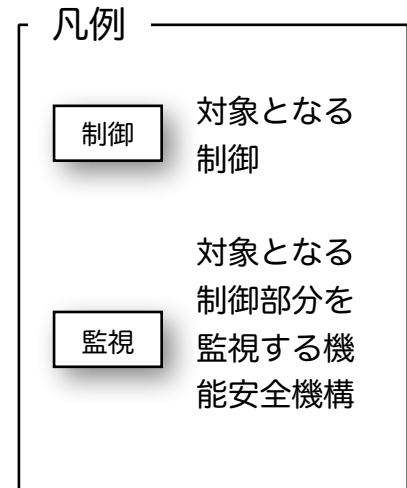 凡例
制御
対象となる
制御
監視
対象となる
制御部分を
監視する機
能安全機構